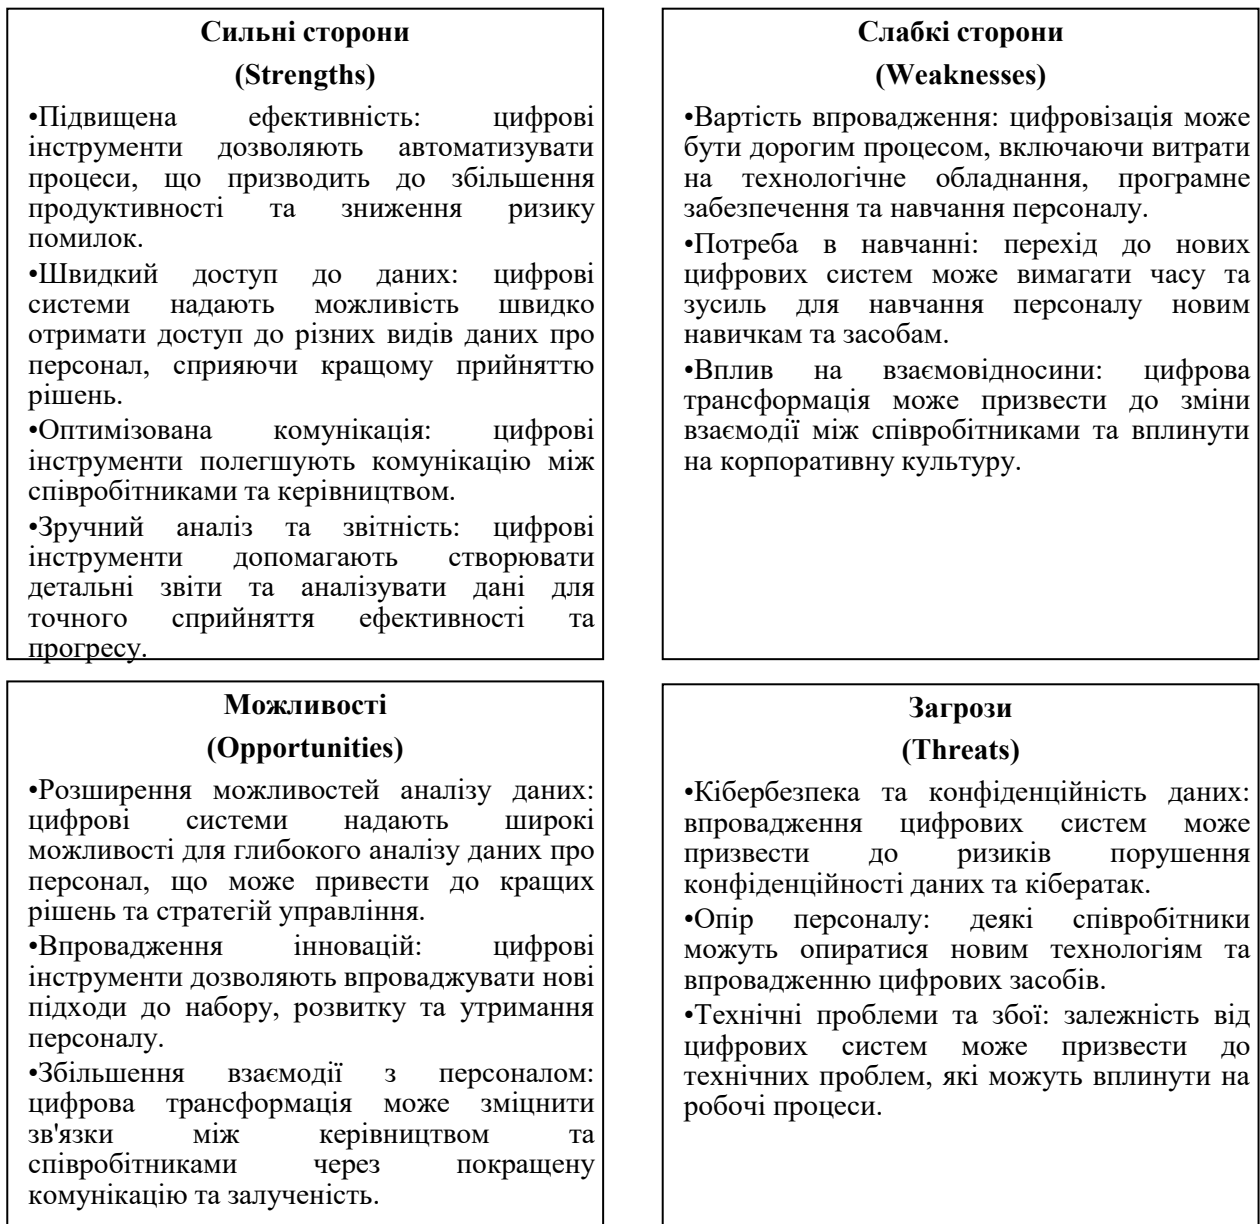 Сильні сторони
(Strengths)
•Підвищена ефективність: цифрові
інструменти дозволяють автоматизувати
процеси, що призводить до збільшення
продуктивності та зниження ризику
помилок.
•Швидкий доступ до даних: цифрові
системи надають можливість швидко
отримати доступ до різних видів даних про
персонал, сприяючи кращому прийняттю
рішень.
•Оптимізована комунікація: цифрові
інструменти полегшують комунікацію між
співробітниками та керівництвом.
•Зручний аналіз та звітність: цифрові
інструменти допомагають створювати
детальні звіти та аналізувати дані для
точного сприйняття ефективності та
прогресу.
Слабкі сторони
(Weaknesses)
•Вартість впровадження: цифровізація може
бути дорогим процесом, включаючи витрати
на технологічне обладнання, програмне
забезпечення та навчання персоналу.
•Потреба в навчанні: перехід до нових
цифрових систем може вимагати часу та
зусиль для навчання персоналу новим
навичкам та засобам.
•Вплив на взаємовідносини: цифрова
трансформація може призвести до зміни
взаємодії між співробітниками та вплинути
на корпоративну культуру.
Можливості
(Opportunities)
•Розширення можливостей аналізу даних:
цифрові системи надають широкі
можливості для глибокого аналізу даних про
персонал, що може привести до кращих
рішень та стратегій управління.
•Впровадження інновацій: цифрові
інструменти дозволяють впроваджувати нові
підходи до набору, розвитку та утримання
персоналу.
•Збільшення взаємодії з персоналом:
цифрова трансформація може зміцнити
зв'язки між керівництвом та
співробітниками через покращену
комунікацію та залученість.
Загрози
(Threats)
•Кібербезпека та конфіденційність даних:
впровадження цифрових систем може
призвести до ризиків порушення
конфіденційності даних та кібератак.
•Опір персоналу: деякі співробітники
можуть опиратися новим технологіям та
впровадженню цифрових засобів.
•Технічні проблеми та збої: залежність від
цифрових систем може призвести до
технічних проблем, які можуть вплинути на
робочі процеси.